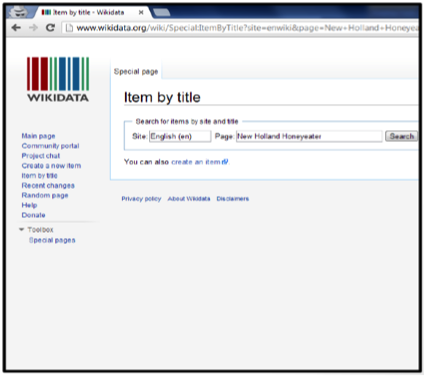 Item by title - Wikidata
www.wikidata.org/wiki/Special:ItemByTitle?site=enwiki&page=New+Holland+Honeyea
WIKIDATA
Special page
Item by title
Search for items by site and title
Site: English (en) Page: New Holland Honeyeater Search
You can also create an item
Main page
Community portal
Project chat
Create a new item
Item by title
Recent changes
Random page
Help
Donate
Toolbox
Special pages
Privacy policy About Wikidata Disclaimers